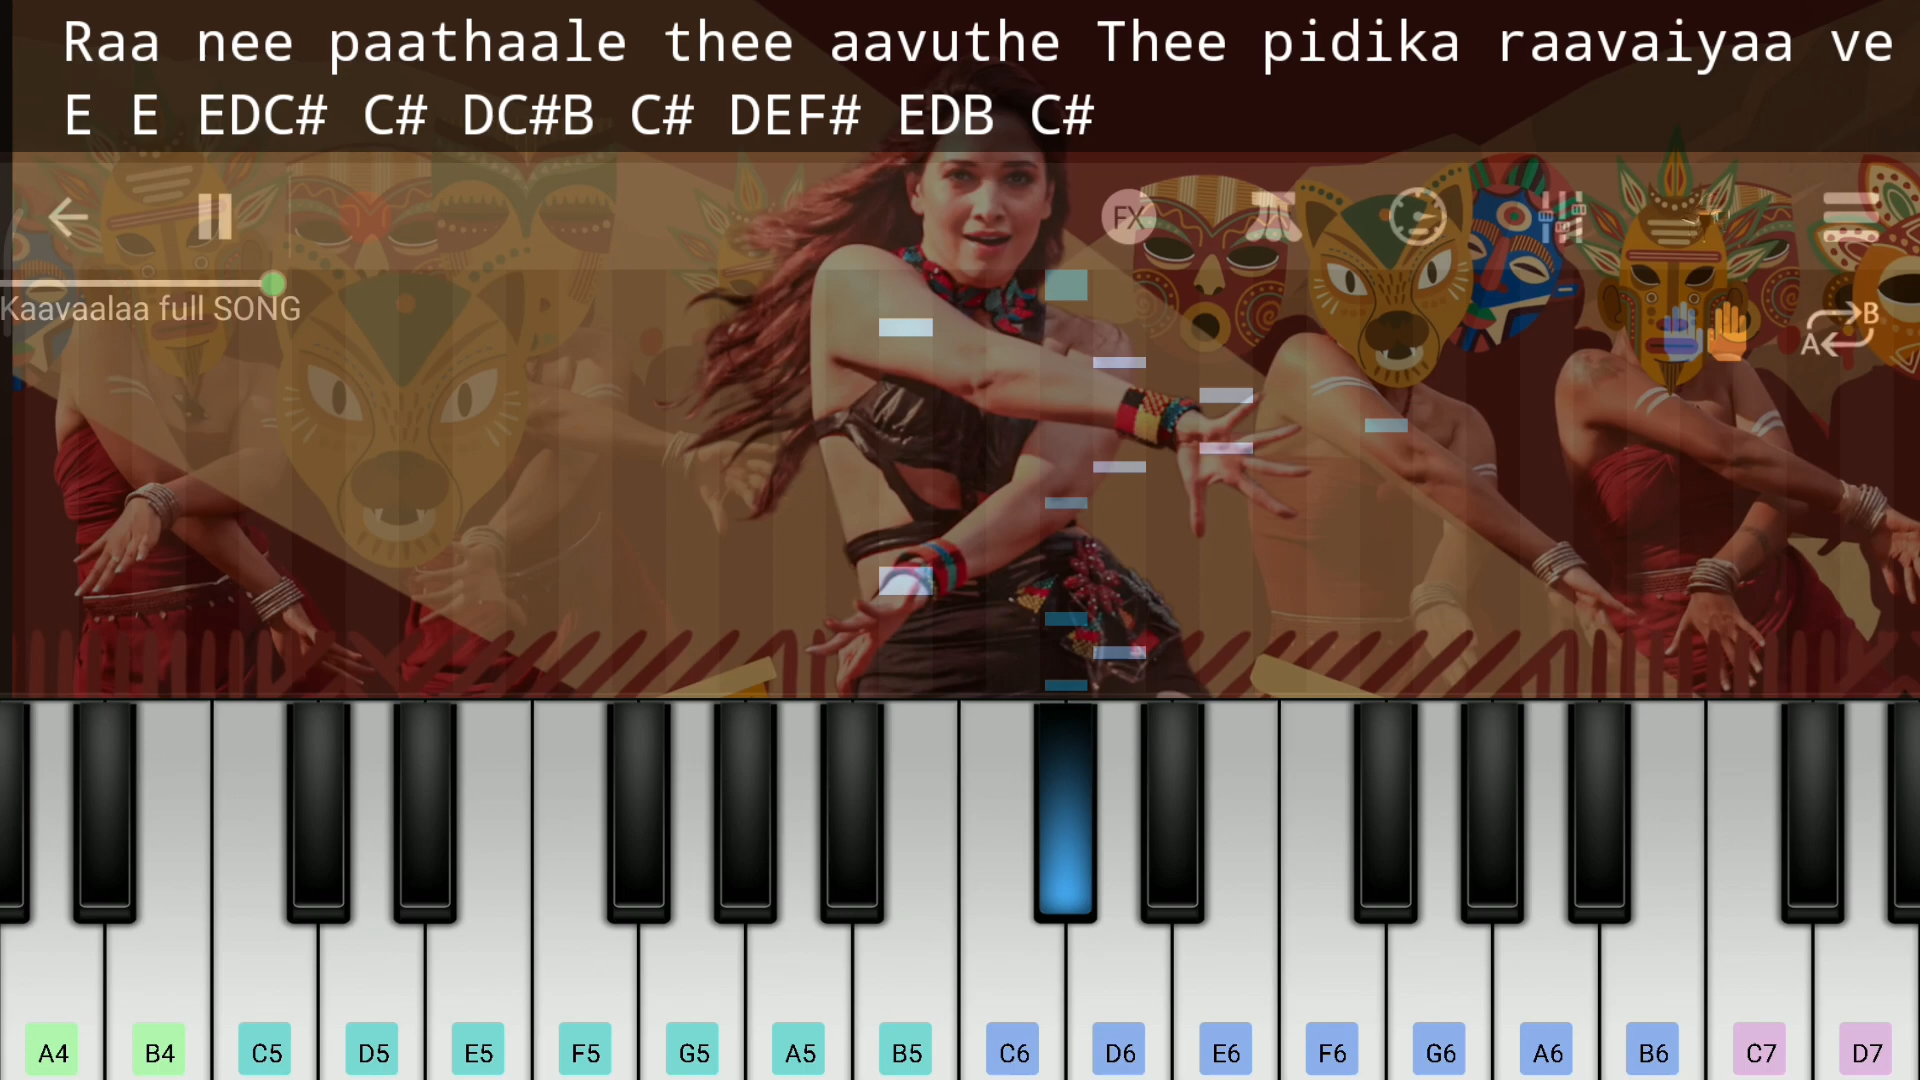 Raa nee paathaale thee aavuthe Thee pidika raavaiyaa ve
E E EDC# C# DC#B C# DEF# EDB C#
FX
Kaavaalaa full SONG
A B
A4 B4 C5 D5 E5 F5 G5 A5 B5 C6 D6 E6 F6 G6 A6 B6 C7 D7